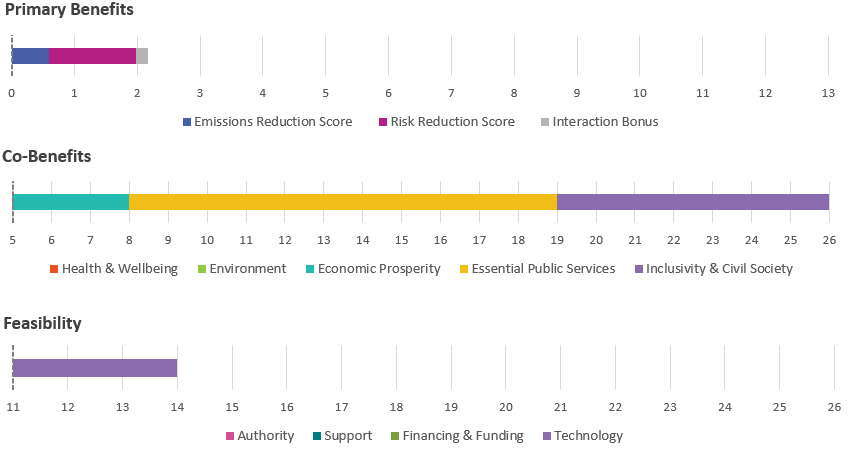 Primary Benefits
0 1 2 3 4 5 6 7 8 9 10 11 12 13
Emissions Reduction Score Risk Reduction Score Interaction Bonus
Co-Benefits
5 6 7 8 9 10 11 12 13 14 15 16 17 18 19 20 21 22 23 24 25 26
Health & Wellbeing Environment Economic Prosperity Essential Public Services Inclusivity & Civil Society
Feasibility
11 12 13 14 15 16 17 18 19 20 21 22 23 24 25 26
Authority Support Financing & Funding Technology